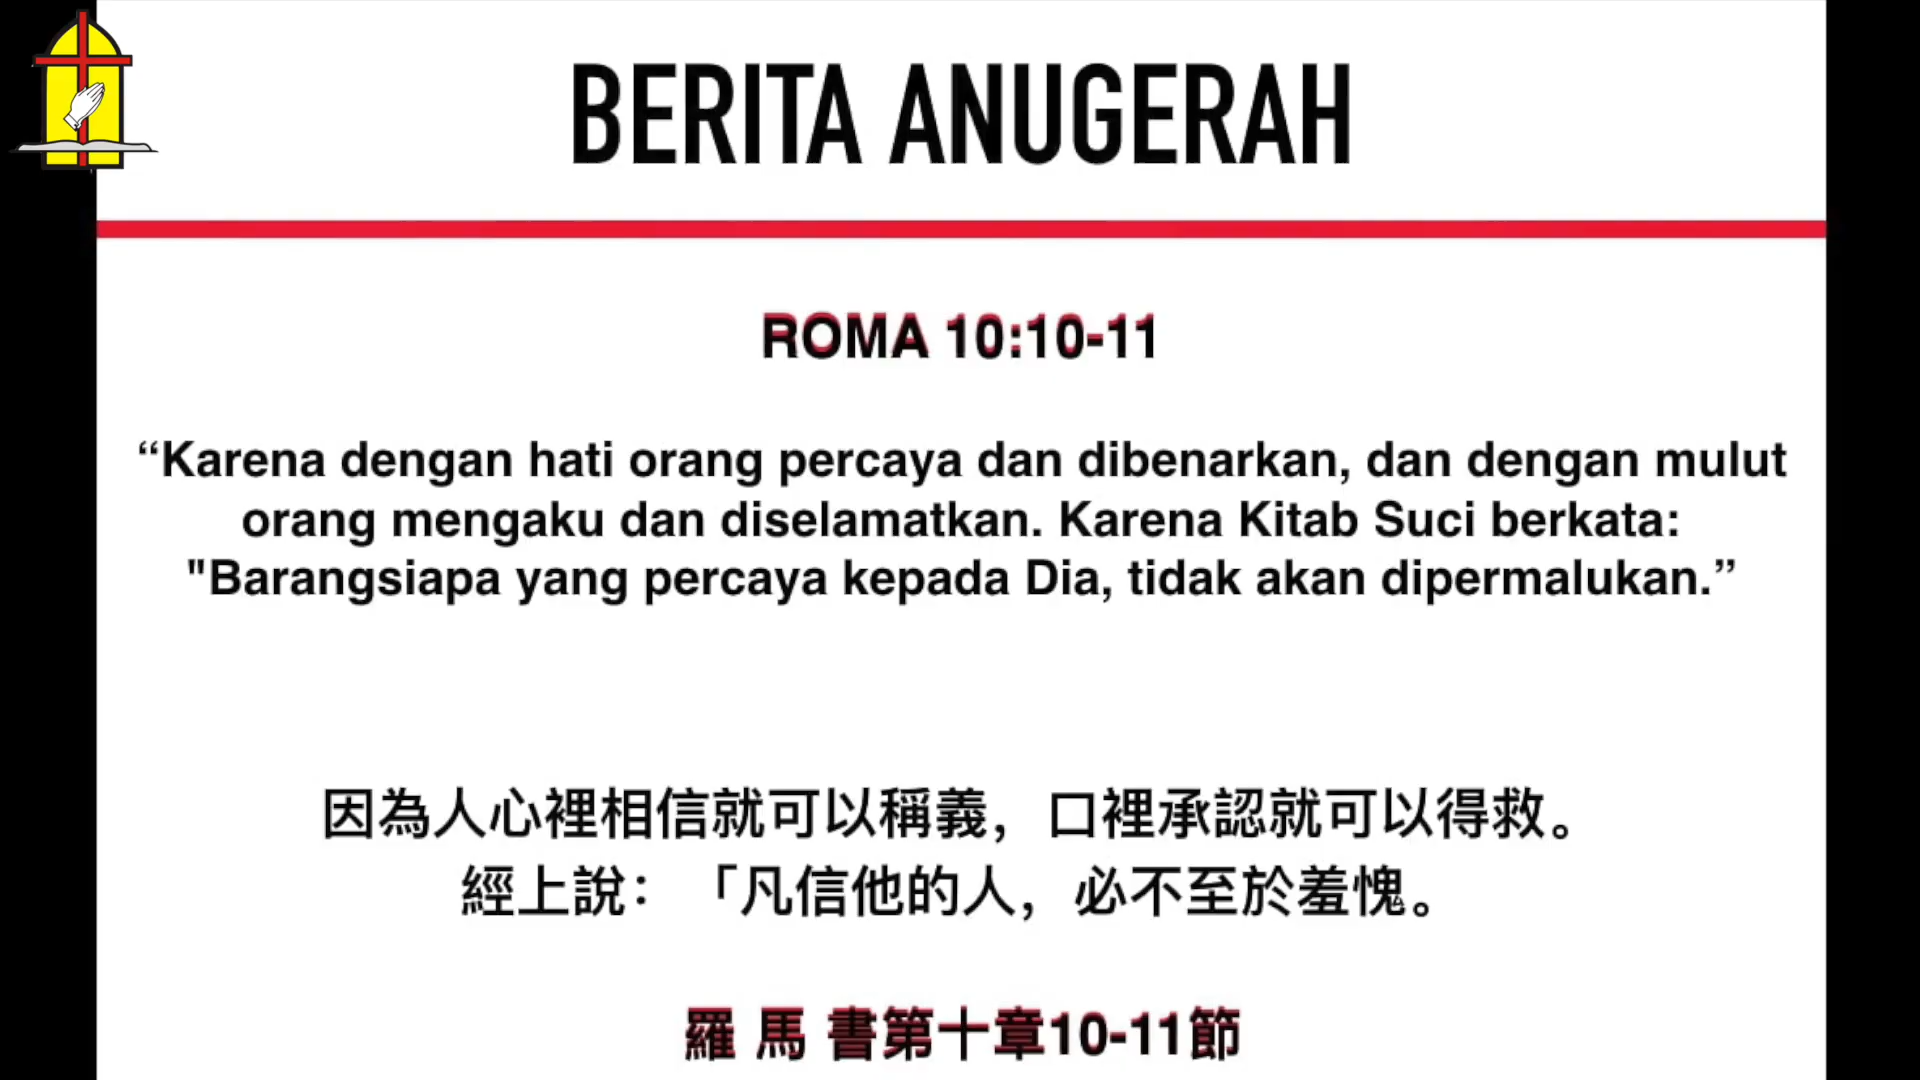 BERITA ANUGERAH
ROMA 10:10-11
“Karena dengan hati orang percaya dan dibenarkan, dan dengan mulut
orang mengaku dan diselamatkan. Karena Kitab Suci berkata:
"Barangsiapa yang percaya kepada Dia, tidak akan dipermalukan.”
因為人心裡相信就可以稱義，口裡承認就可以得救。
經上說：「凡信他的人，必不至於羞愧。
羅 馬 書第十章10-11節